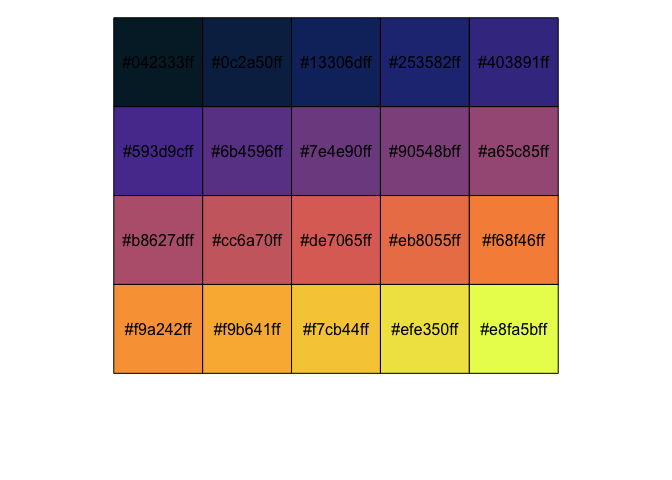 #042333ff #0c2a50ff #13306dff #253582ff #403891ff
#593d9cff #6b4596ff #7e4e90ff #90548bff #a65c85ff
#b8627dff #cc6a70ff #de7065ff #eb8055ff #f68f46ff
#f9a242ff #f9b641ff #f7cb44ff #efe350ff #e8fa5bff